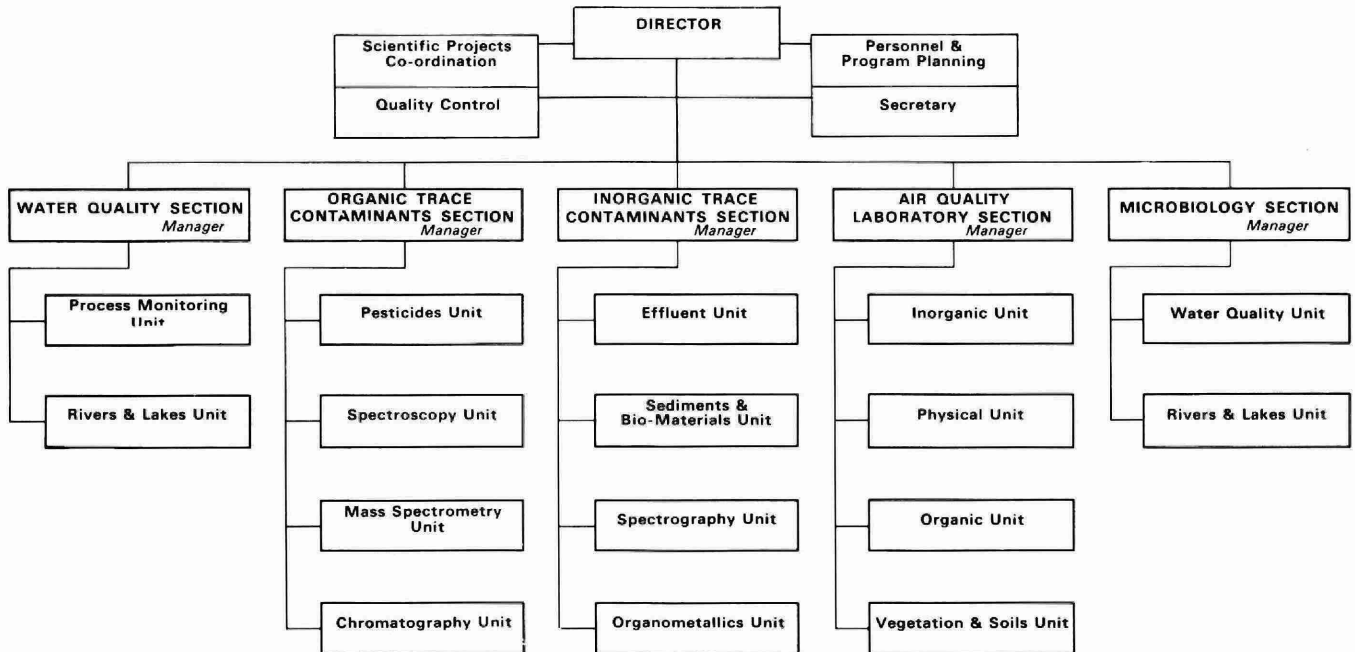 DIRECTOR
Scientific Projects
Co-ordination
Personnel &
Program Planning
Quality Control
Secretary
WATER QUALITY SECTION
Manager
ORGANIC TRACE
CONTAMINANTS SECTION
Manager
INORGANIC TRACE
CONTAMINANTS SECTION
Manager
AIR QUALITY
LABORATORY SECTION
Manager
MICROBIOLOGY SECTION
Manager
Process Monitoring
Unit
Rivers & Lakes Unit
Pesticides Unit
Spectroscopy Unit
Mass Spectrometry
Unit
Chromatography Unit
Effluent Unit
Sediments &
Bio-Materials Unit
Spectrography Unit
Organometallics Unit
Inorganic Unit
Physical Unit
Organic Unit
Vegetation & Soils Unit
Water Quality Unit
Rivers & Lakes Unit